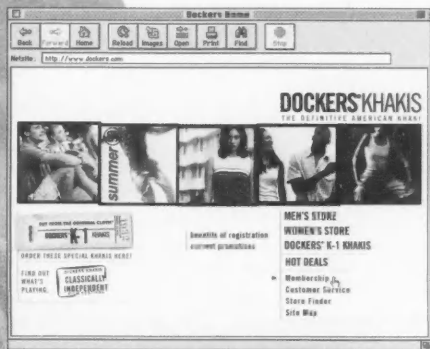 Dockers Home
Back Forward Home Reload Images Open Print Find Stop
Netsite: http://www.dockers.com
DOCKERS KHAKIS
THE DEFINITIVE AMERICAN KHAKI
summer
DOCKERS K-1 KHAKIS
ORDER THESE SPECIAL KHAKIS HERE!
FIND OUT
WHAT'S
PLAYING.
CLASSICALLY
INDEPENDENT
benefits of registration
current promotions
MEN'S STORE
WOMEN'S STORE
DOCKERS' K-1 KHAKIS
HOT DEALS
Membership
Customer Service
Store Finder
Site Map